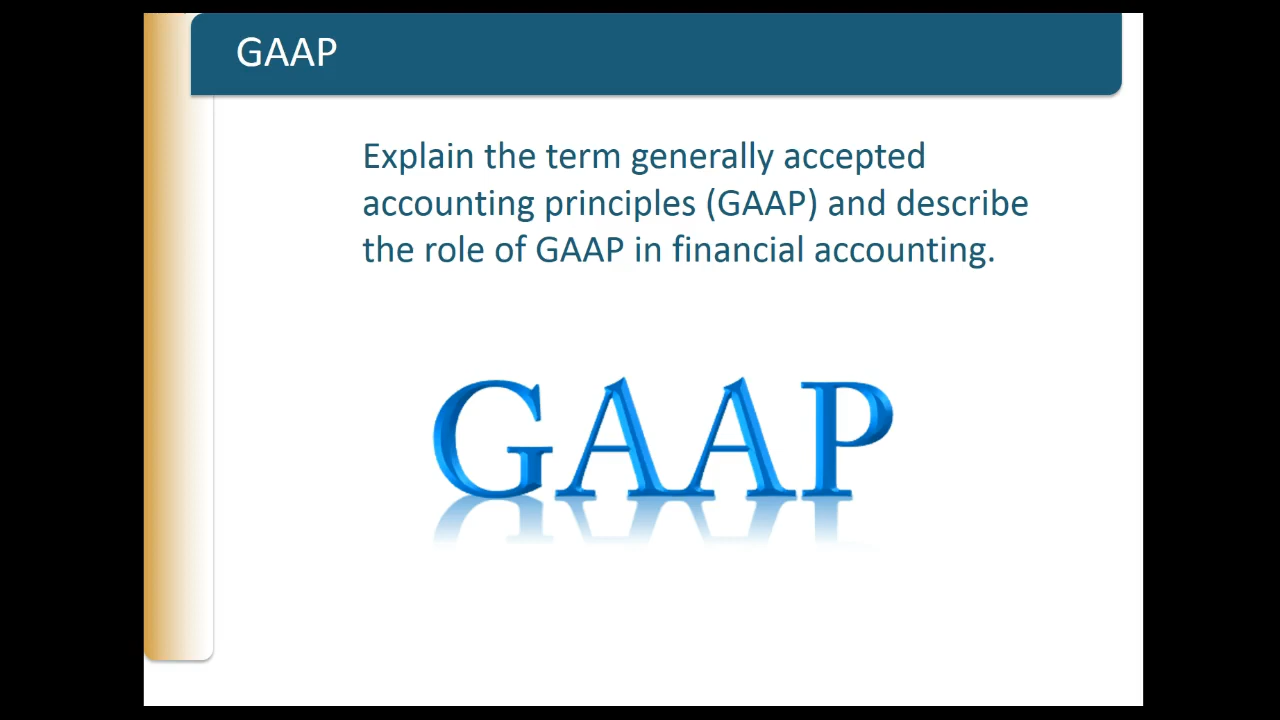 GAAP
Explain the term generally accepted
accounting principles (GAAP) and describe
the role of GAAP in financial accounting.
GAAP